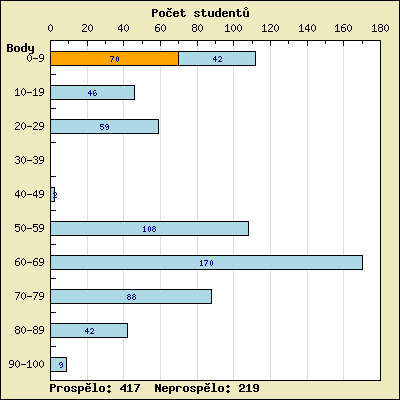 Počet studentů
0 20 40 60 80 100 120 140 160 180
Body
0-9 70 42
10-19 46
20-29 59
30-39
40-49 2
50-59 108
60-69 170
70-79 88
80-89 42
90-100 9
Prospělo: 417 Neprospělo: 219